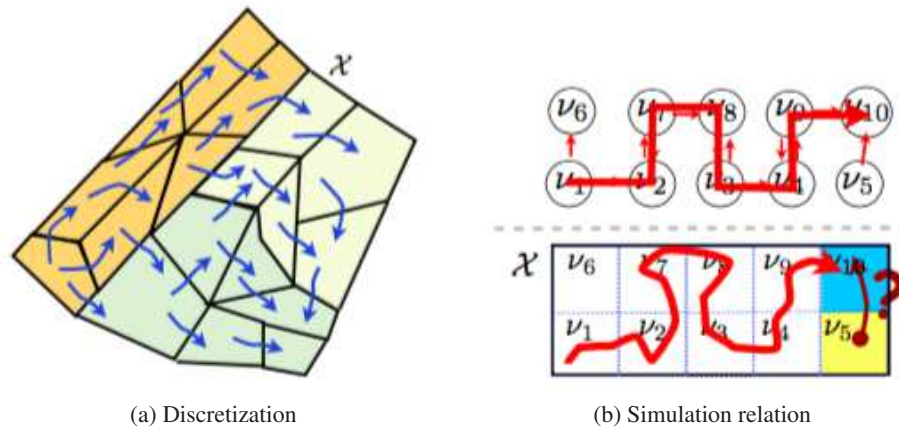 𝒳
ν₆ ν₇ ν₈ ν₉ ν₁₀
ν₁ ν₂ ν₃ ν₄ ν₅
𝒳
ν₆ ν₇ ν₈ ν₉ ν₁₀ ?
ν₁ ν₂ ν₃ ν₄ ν₅
(a) Discretization
(b) Simulation relation